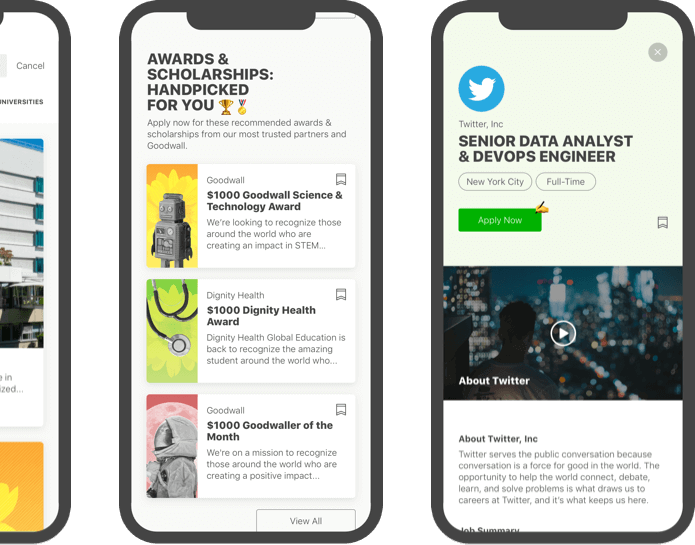 Cancel
UNIVERSITIES
e in
ized...
AWARDS &
SCHOLARSHIPS:
HANDPICKED
FOR YOU 🏆🏅
Apply now for these recommended awards &
scholarships from our most trusted partners and
Goodwall.
Goodwall
$1000 Goodwall Science &
Technology Award
We're looking to recognize those
around the world who are
creating an impact in STEM...
Dignity Health
$1000 Dignity Health
Award
Dignity Health Global Education is
back to recognize the amazing
student around the world who...
Goodwall
$1000 Goodwaller of the
Month
We're on a mission to recognize
those around the world who are
creating a positive impact...
View All
Twitter, Inc
SENIOR DATA ANALYST
& DEVOPS ENGINEER
New York City Full-Time
Apply Now
About Twitter
About Twitter, Inc
Twitter serves the public conversation because
conversation is a force for good in the world. The
opportunity to help the world connect, debate,
learn, and solve problems is what draws us to
careers at Twitter, and it's what keeps us here.
Job Summary